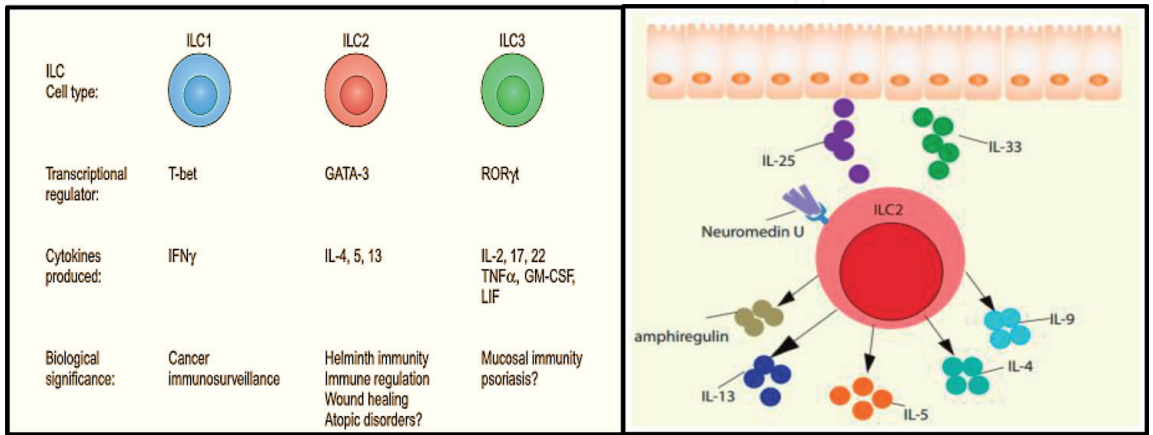 ILC1 ILC2 ILC3
ILC
Cell type:
Transcriptional
regulator:
T-bet GATA-3 RORγt
Cytokines
produced:
IFNγ
IL-4, 5, 13
IL-2, 17, 22
TNFα, GM-CSF,
LIF
Biological
significance:
Cancer
immunosurveillance
Helminth immunity
Immune regulation
Wound healing
Atopic disorders?
Mucosal immunity
psoriasis?
IL-25
IL-33
ILC2
Neuromedin U
amphiregulin
IL-9
IL-4
IL-13
IL-5